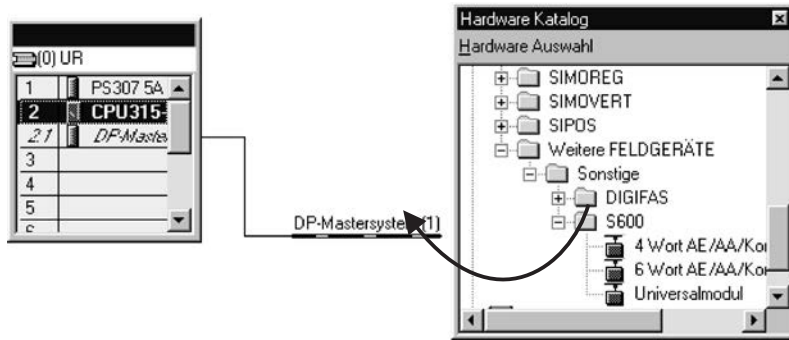 (0) UR
1 PS307 5A
2 CPU315-
2.1 DP-Maste
3
4
5
DP-Mastersystem (1)
Hardware Katalog
Hardware Auswahl
SIMOREG
SIMOVERT
SIPOS
Weitere FELDGERÄTE
Sonstige
DIGIFAS
S600
4 Wort AE/AA/Ko
6 Wort AE/AA/Ko
Universalmodul